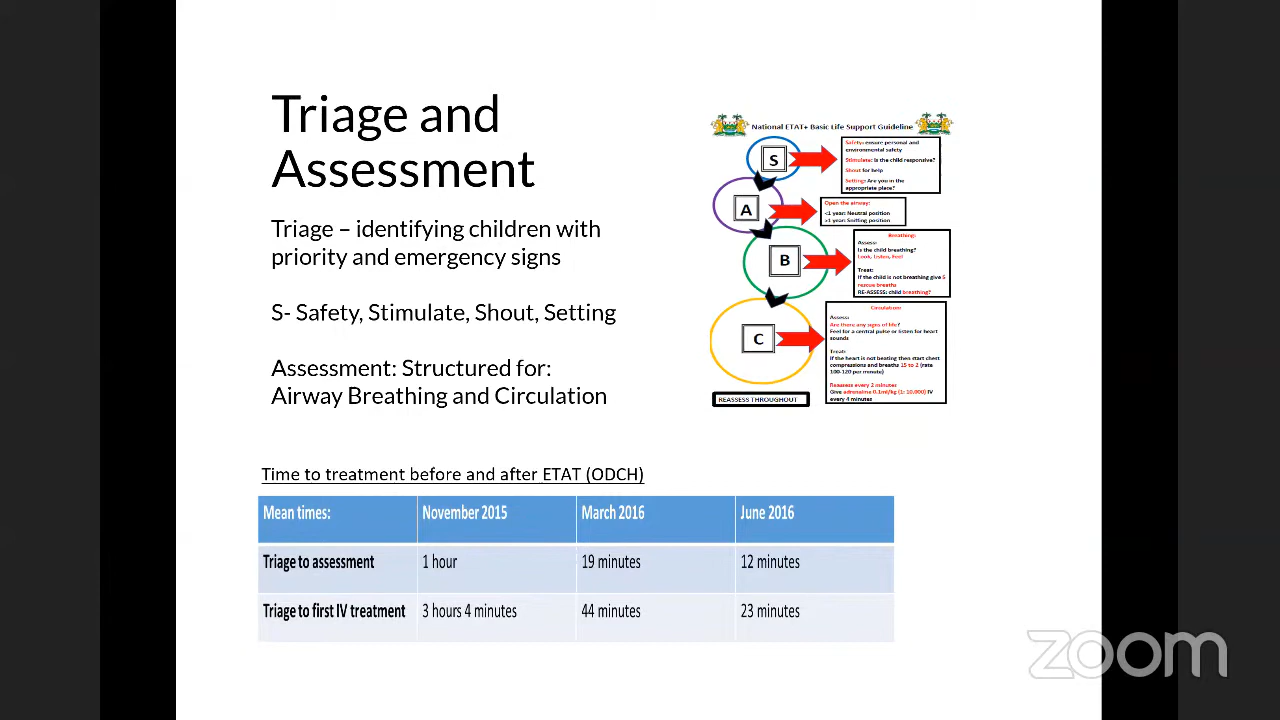 Triage and
Assessment
Triage – identifying children with
priority and emergency signs
S- Safety, Stimulate, Shout, Setting
Assessment: Structured for:
Airway Breathing and Circulation
National ETAT+ Basic Life Support Guideline
S
Safety: ensure personal and
environmental safety
Stimulate: Is the child responsive?
Shout for help
Setting: Are you in the
appropriate place?
A
Open the airway:
<1 year: Neutral position
>1 year: Sniffing position
B
Breathing:
Assess:
Is the child breathing?
Look, Listen, Feel
Treat:
If the child is not breathing give 5
rescue breaths
RE-ASSESS: child breathing?
C
Circulation:
Assess:
Are there any signs of life?
Feel for a central pulse or listen for heart
sounds
Treat:
If the heart is not beating then start chest
compressions and breaths 15 to 2 (rate
100-120 per minute)
Reassess every 2 minutes
Give adrenaline 0.1ml/kg (1: 10,000) IV
every 4 minutes
REASSESS THROUGHOUT
Time to treatment before and after ETAT (ODCH)
Mean times: November 2015 March 2016 June 2016
Triage to assessment 1 hour 19 minutes 12 minutes
Triage to first IV treatment 3 hours 4 minutes 44 minutes 23 minutes
zoom